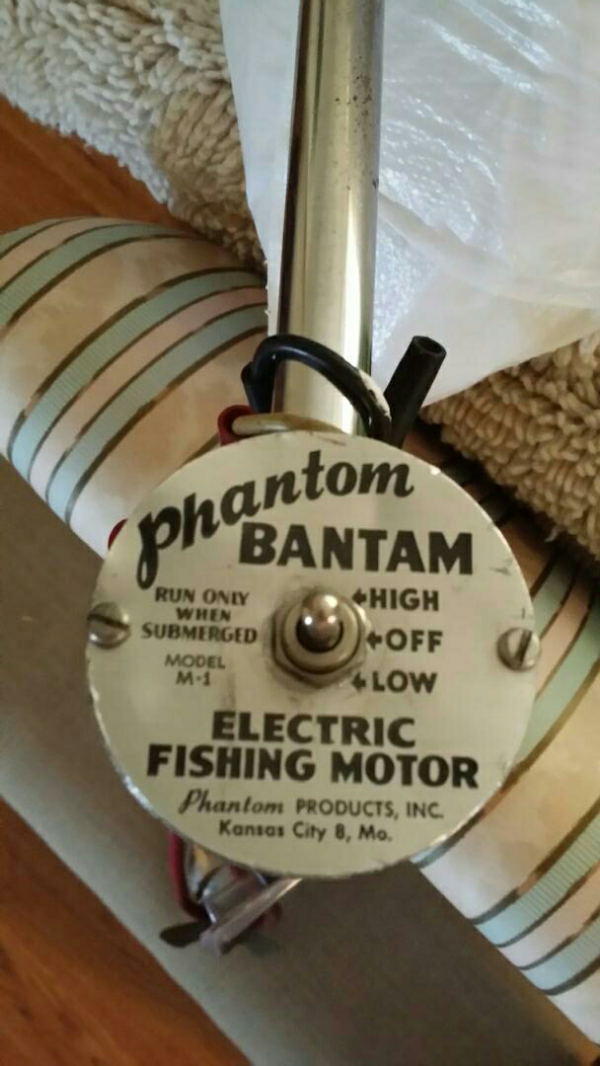 Phantom
BANTAM
RUN ONLY
WHEN
SUBMERGED
MODEL
M-1
←HIGH
←OFF
←LOW
ELECTRIC
FISHING MOTOR
Phantom PRODUCTS, INC.
Kansas City 8, Mo.